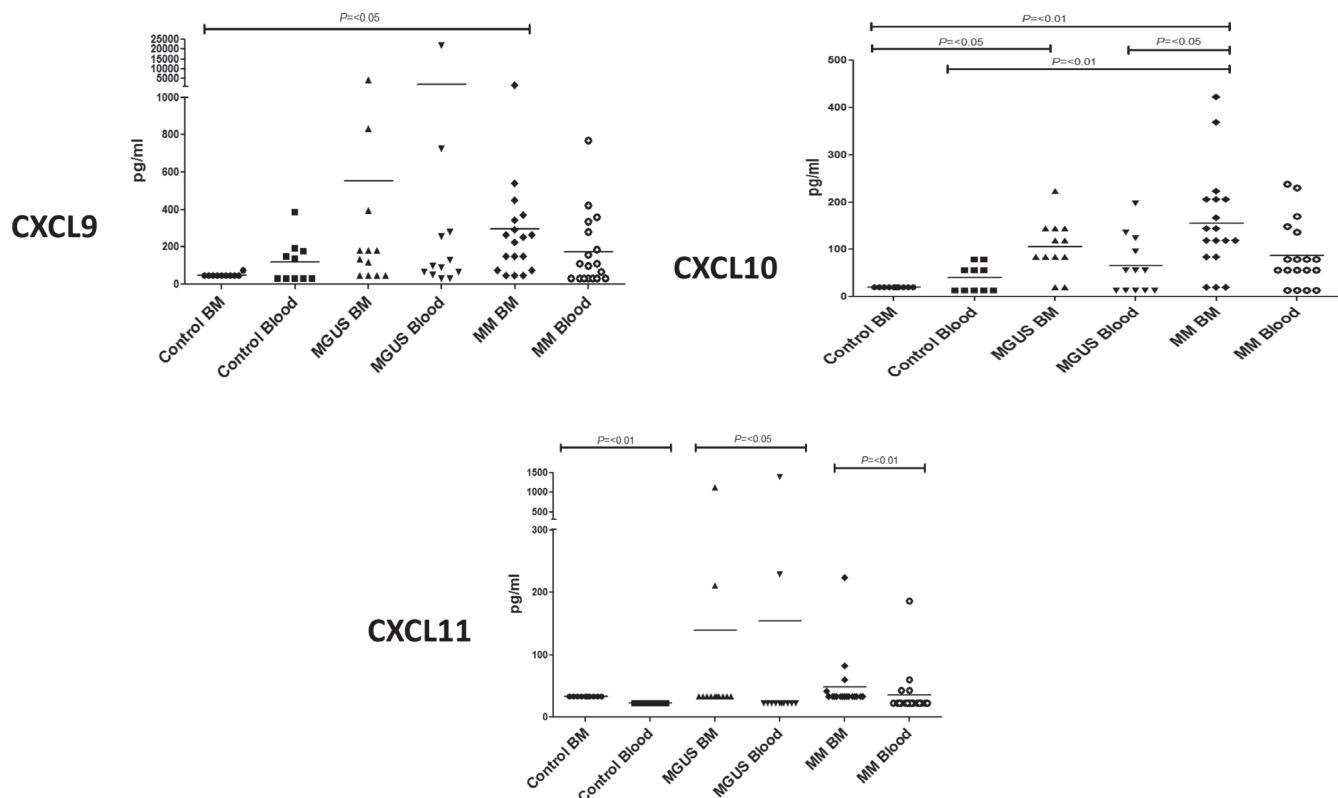 P=<0.05
25000
20000
15000
10000
5000
1000
800
600
400
200
0
pg/ml
CXCL9
Control BM
Control Blood
MGUS BM
MGUS Blood
MM BM
MM Blood
P=<0.01
P=<0.05
P=<0.05
P=<0.01
500
400
300
200
100
0
pg/ml
CXCL10
Control BM
Control Blood
MGUS BM
MGUS Blood
MM BM
MM Blood
P=<0.01
P=<0.05
P=<0.01
1500
1000
500
300
200
100
0
pg/ml
CXCL11
Control BM
Control Blood
MGUS BM
MGUS Blood
MM BM
MM Blood